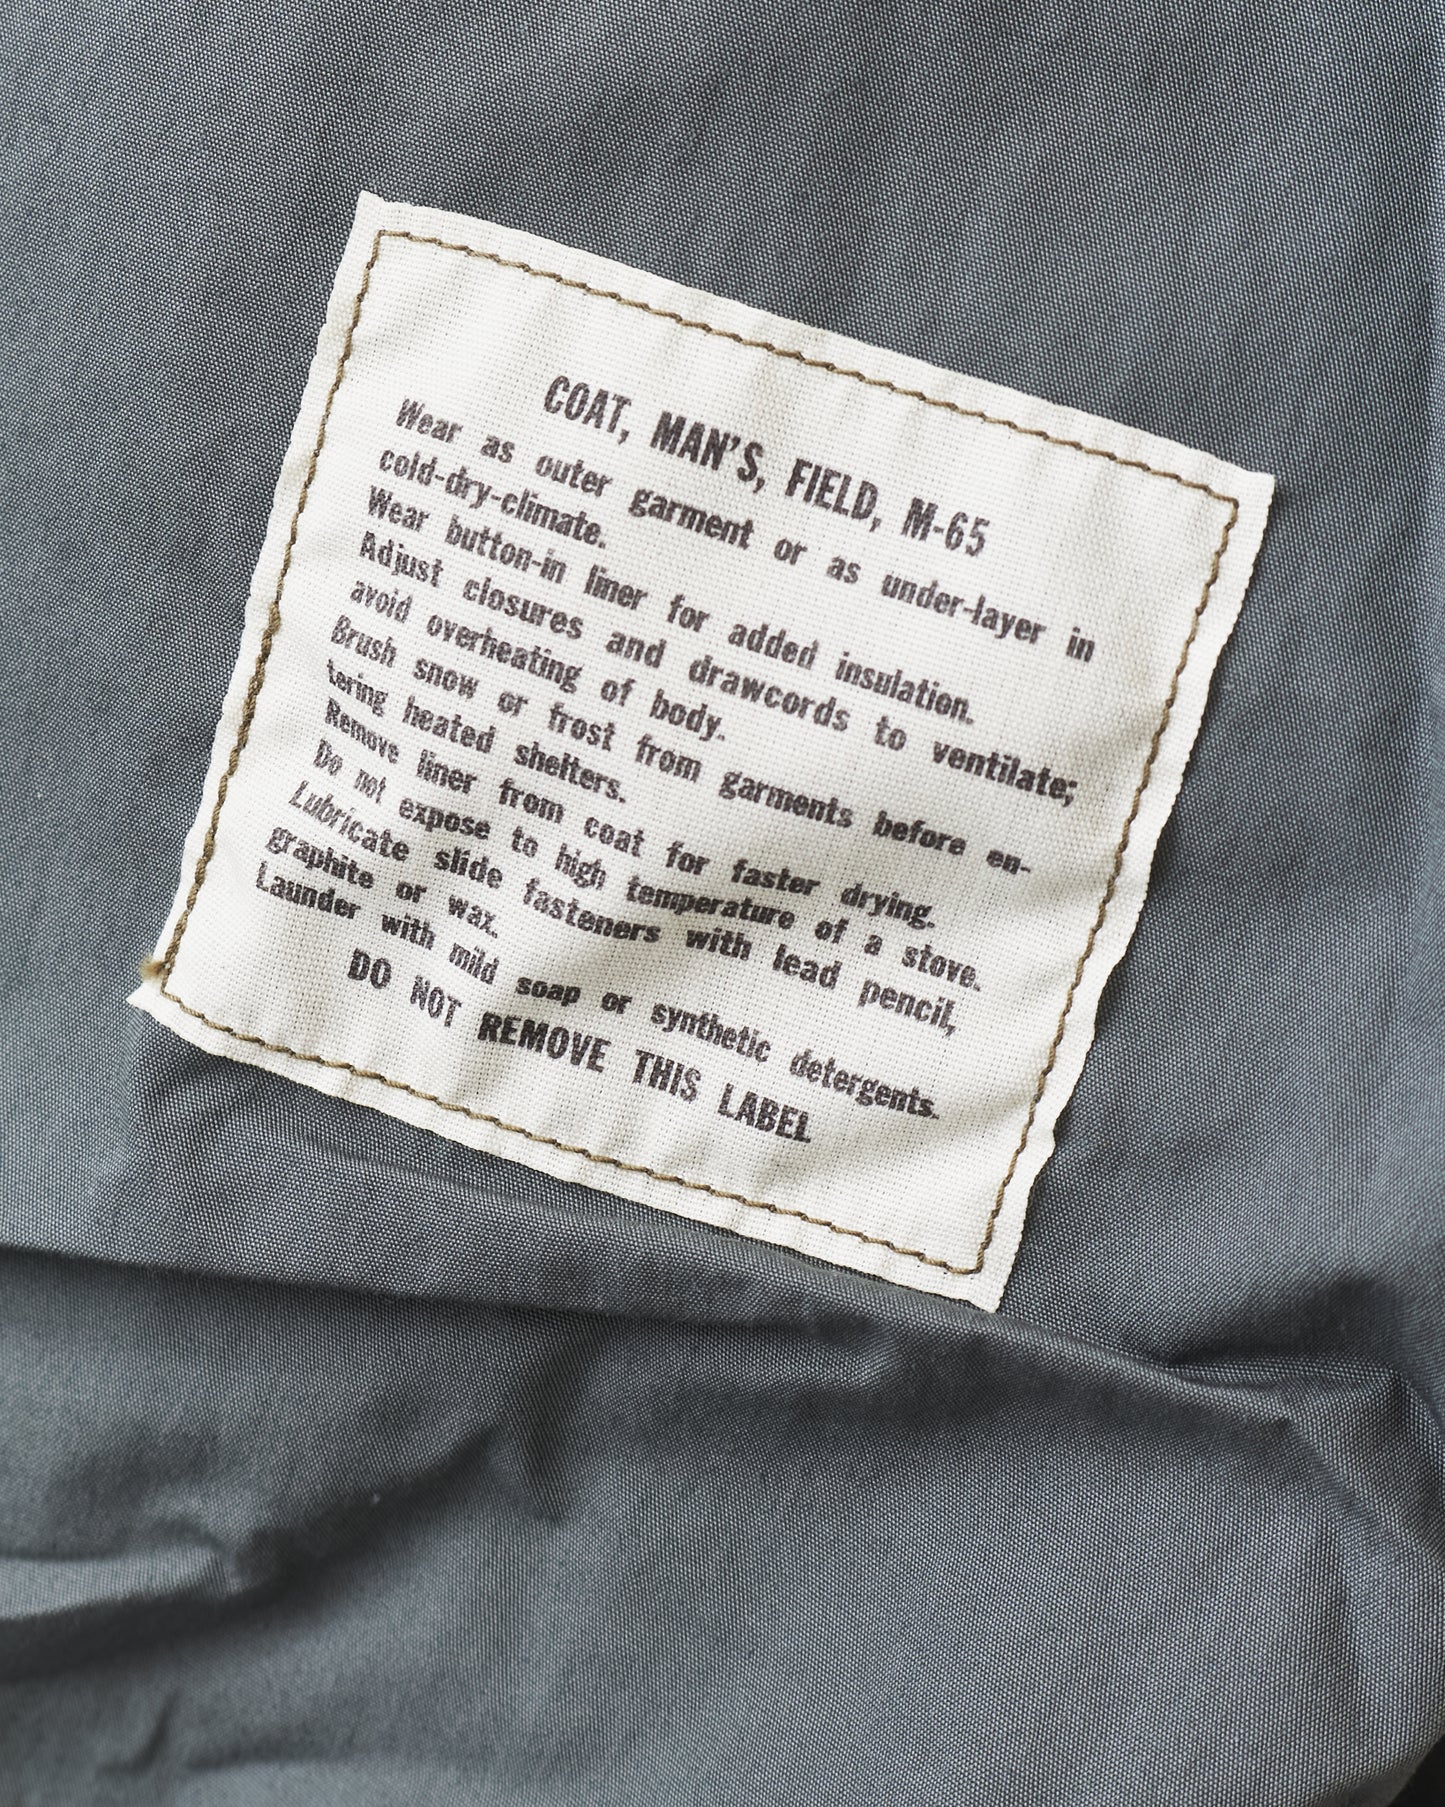 COAT, MAN'S, FIELD, M-65
Wear as outer garment or as under-layer in
cold-dry-climate.
Wear button-in liner for added insulation.
Adjust closures and drawcords to ventilate;
avoid overheating of body.
Brush snow or frost from garments before en-
tering heated shelters.
Remove liner from coat for faster drying.
Do not expose to high temperature of a stove.
Lubricate slide fasteners with lead pencil,
graphite or wax.
Launder with mild soap or synthetic detergents.
DO NOT REMOVE THIS LABEL